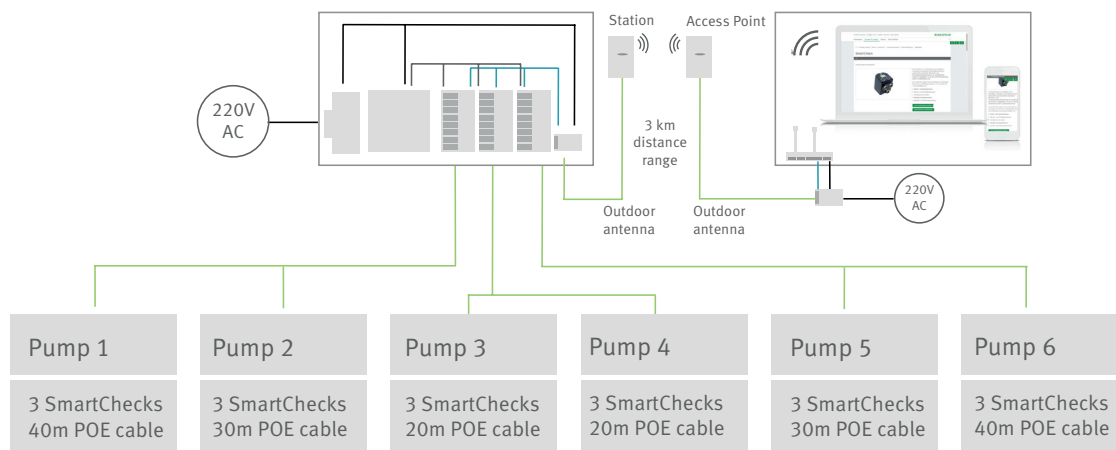 Station
Access Point
220V
AC
3 km
distance
range
220V
AC
Outdoor
antenna
Outdoor
antenna
Pump 1
Pump 2
Pump 3
Pump 4
Pump 5
Pump 6
3 SmartChecks
40m POE cable
3 SmartChecks
30m POE cable
3 SmartChecks
20m POE cable
3 SmartChecks
20m POE cable
3 SmartChecks
30m POE cable
3 SmartChecks
40m POE cable